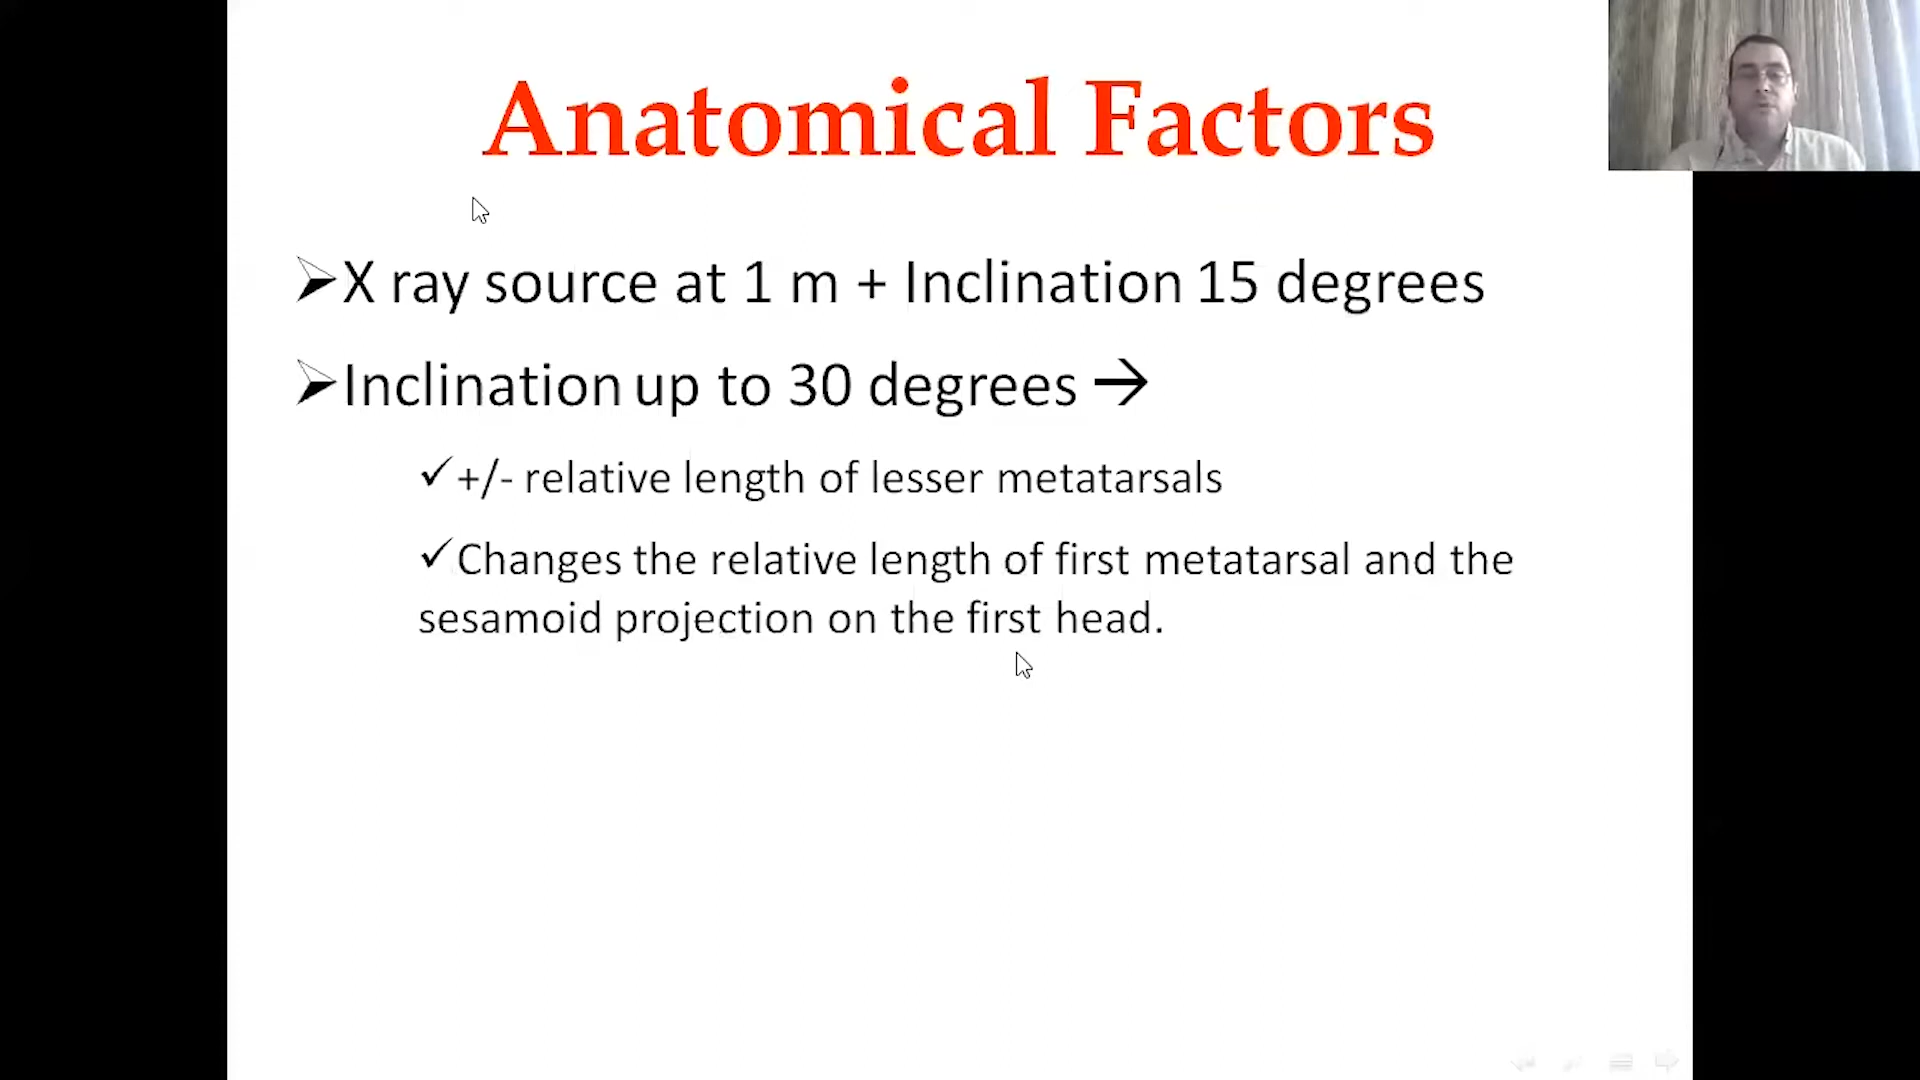 Anatomical Factors
➢X ray source at 1 m + Inclination 15 degrees
➢Inclination up to 30 degrees →
✓+/- relative length of lesser metatarsals
✓Changes the relative length of first metatarsal and the
sesamoid projection on the first head.